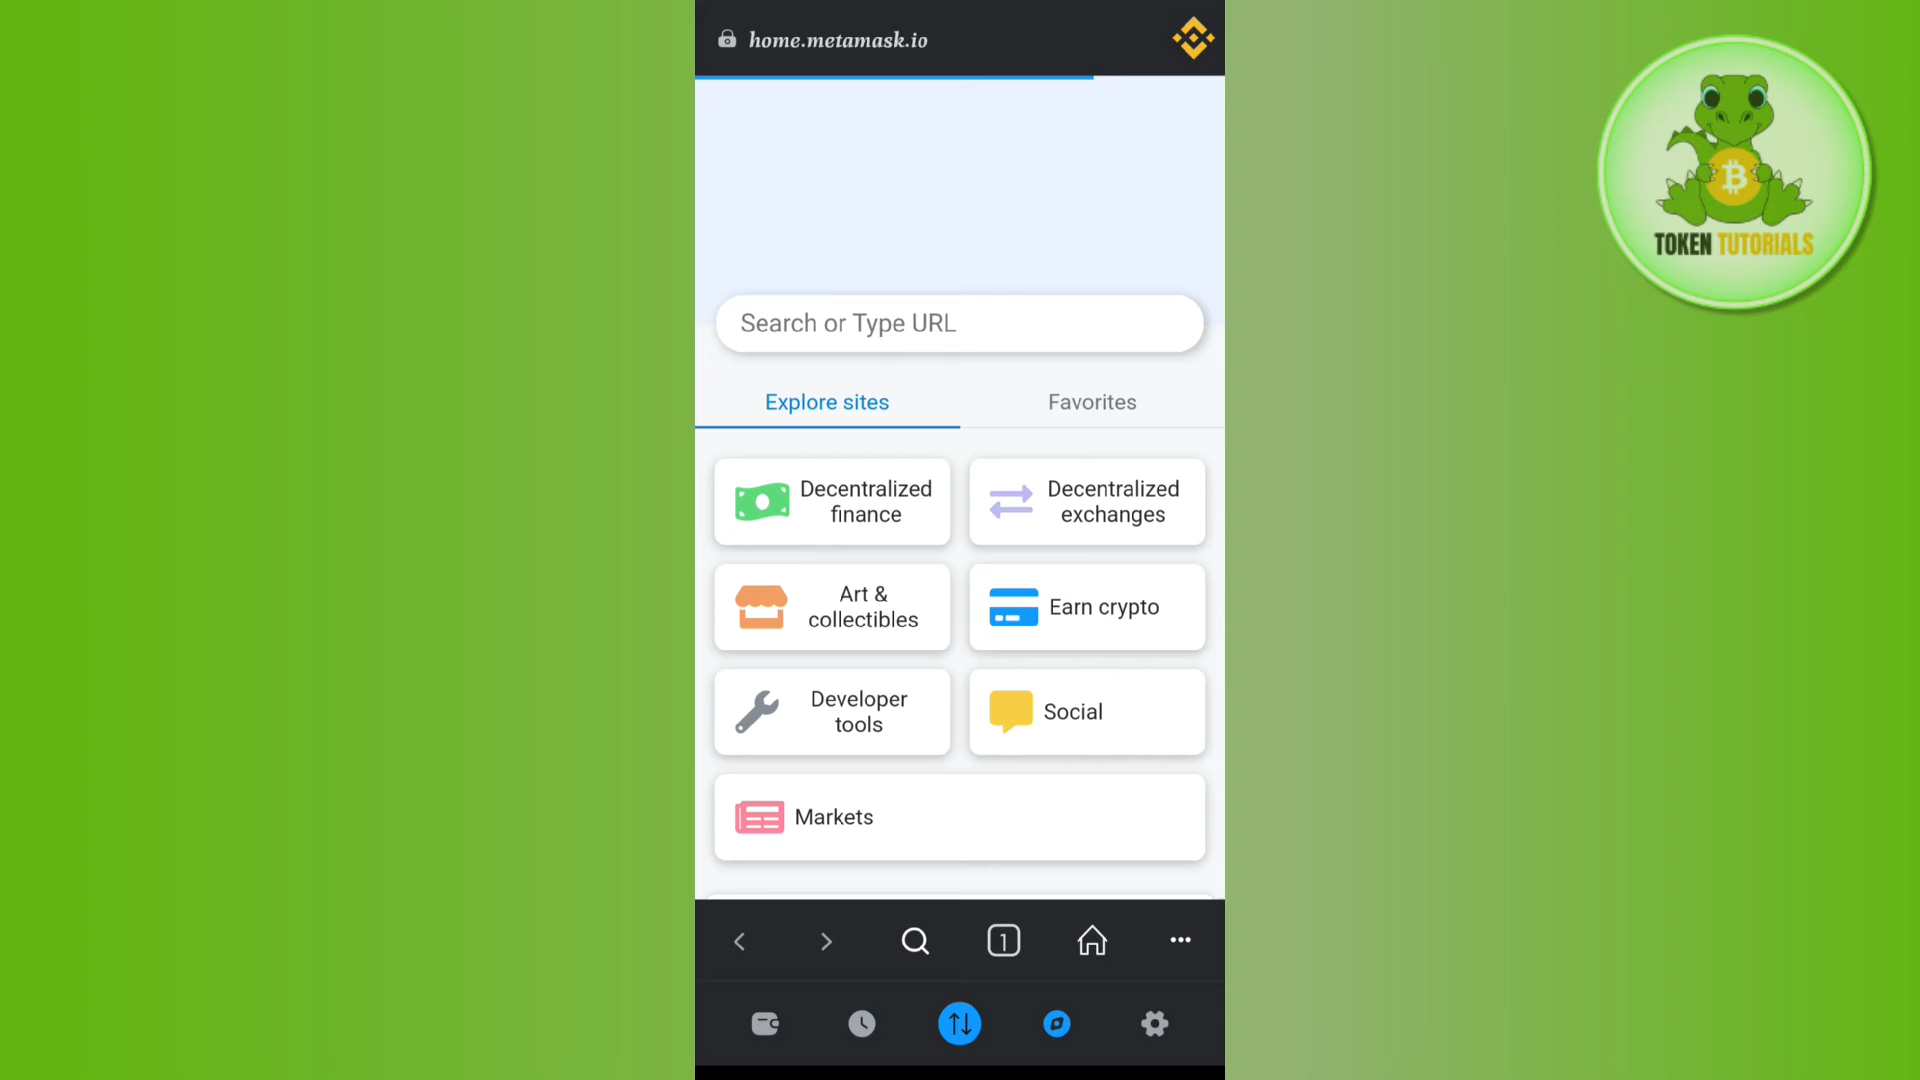 home.metamask.io
Search or Type URL
Explore sites
Favorites
Decentralized
finance
Decentralized
exchanges
Art &
collectibles
Earn crypto
Developer
tools
Social
Markets
1
TOKEN TUTORIALS